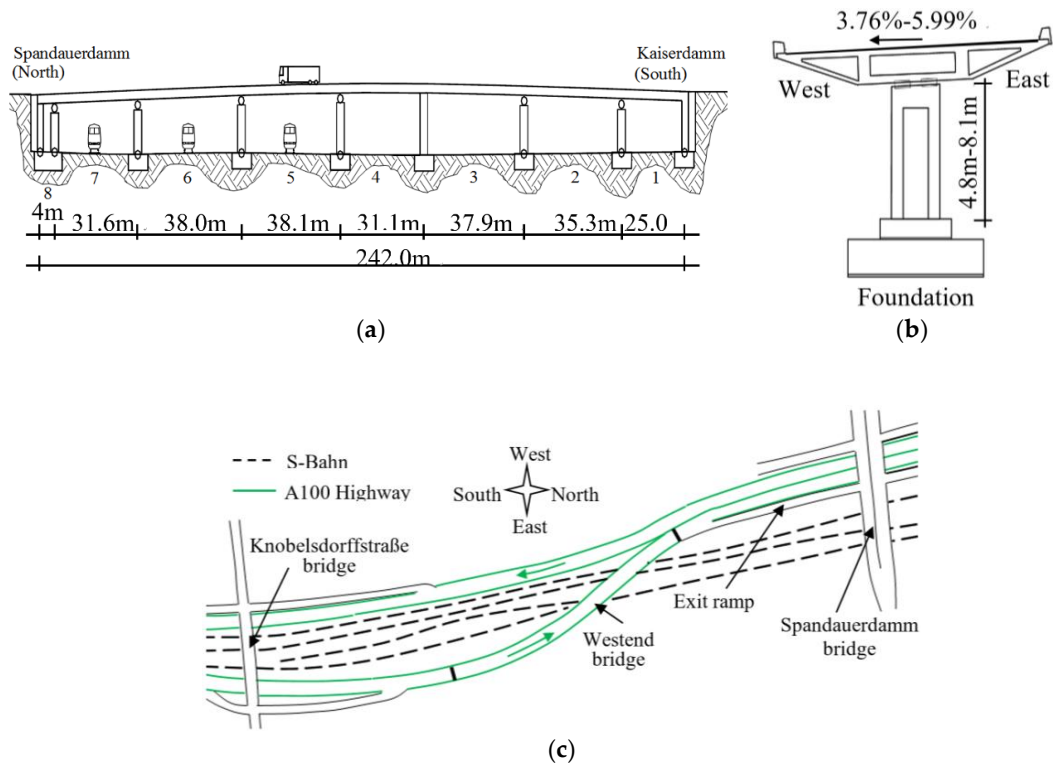 Spandauerdamm
(North)
Kaiserdamm
(South)
8
7
6
5
4
3
2
1
4m
31.6m
38.0m
38.1m
31.1m
37.9m
35.3m
25.0
242.0m
(a)
3.76%-5.99%
West
East
4.8m-8.1m
Foundation
(b)
S-Bahn
A100 Highway
West
South
North
East
Knobelsdorffstraße
bridge
Exit ramp
Westend
bridge
Spandauerdamm
bridge
(c)